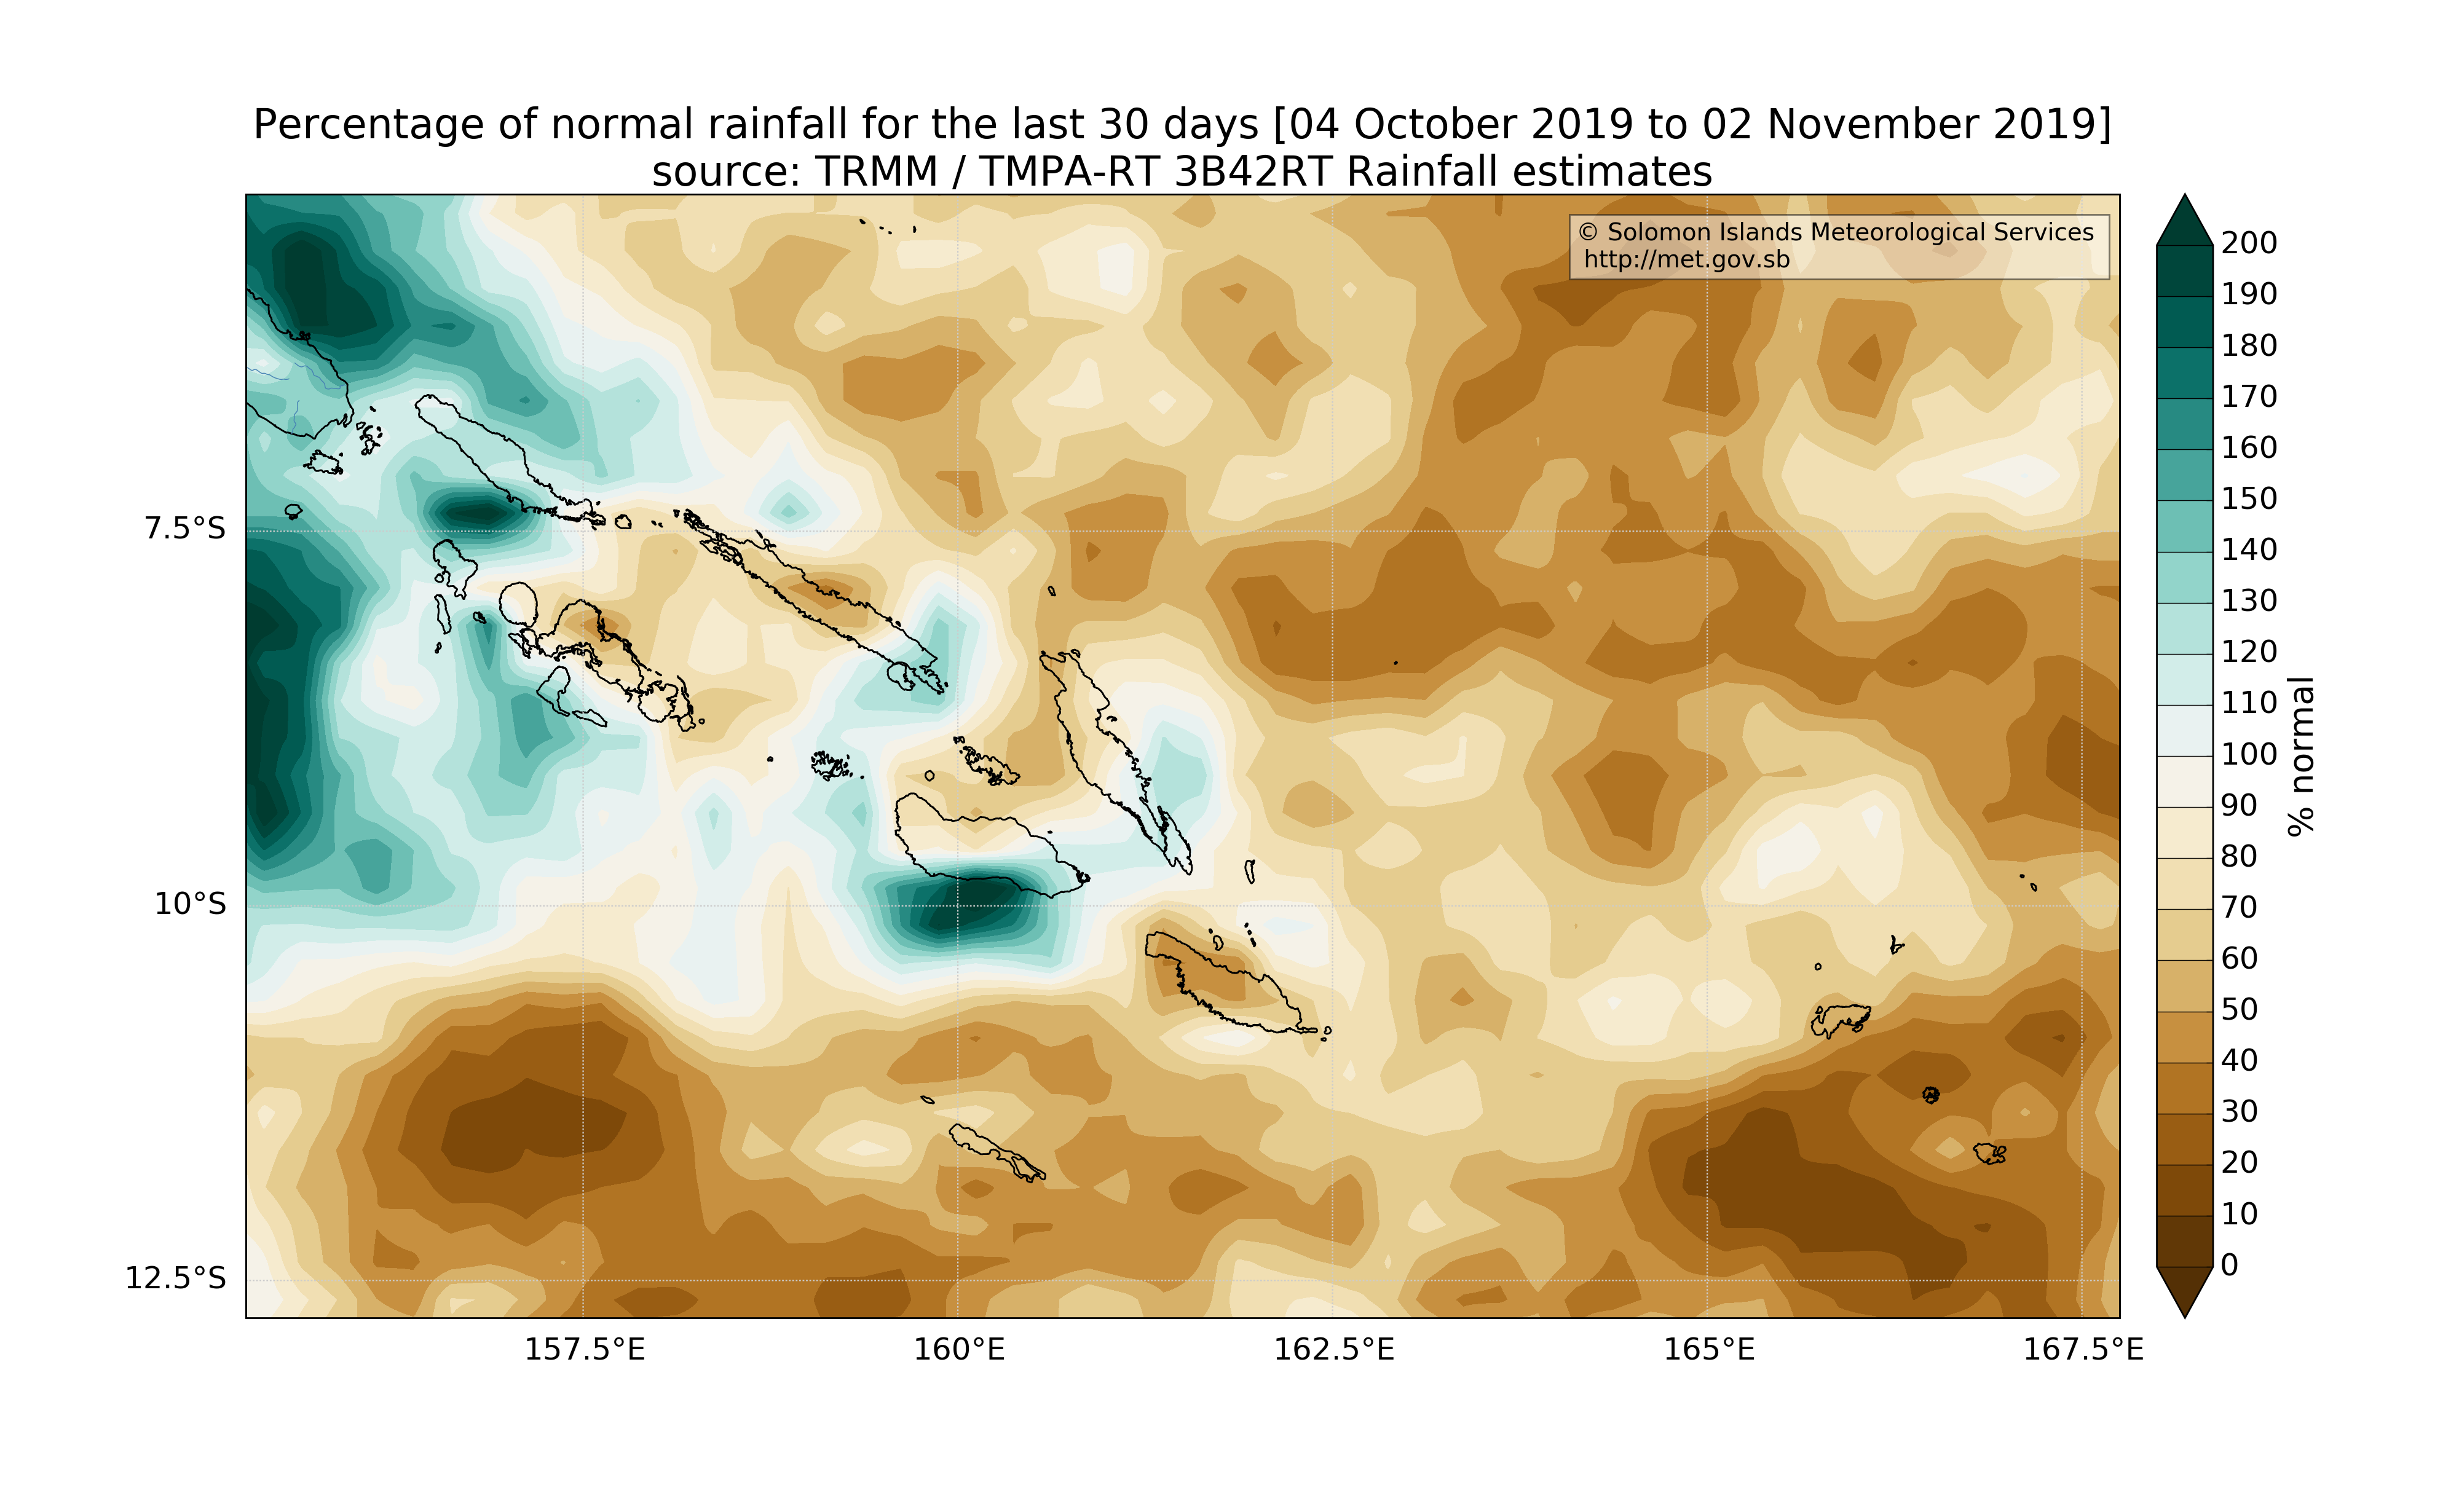 Percentage of normal rainfall for the last 30 days [04 October 2019 to 02 November 2019]
source: TRMM / TMPA-RT 3B42RT Rainfall estimates
© Solomon Islands Meteorological Services
http://met.gov.sb
7.5°S
10°S
12.5°S
157.5°E
160°E
162.5°E
165°E
167.5°E
200
190
180
170
160
150
140
130
120
110
100
90
80
70
60
50
40
30
20
10
0
% normal